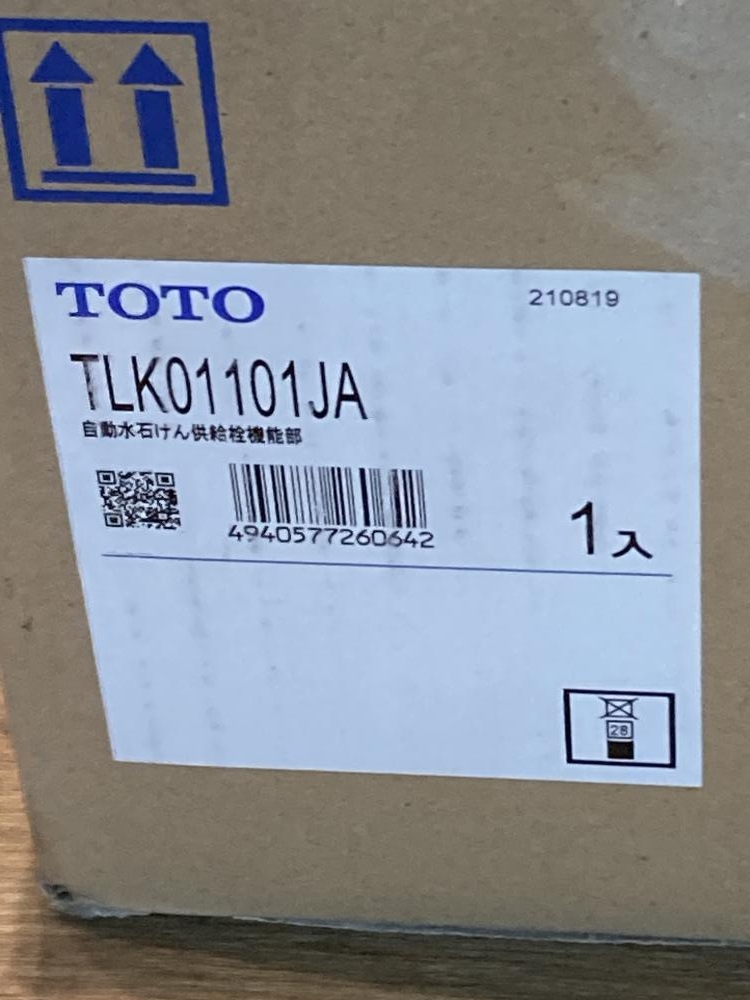 TOTO
210819
TLK01101JA
自動水石けん供給栓機能部
4940577260642
1入
28